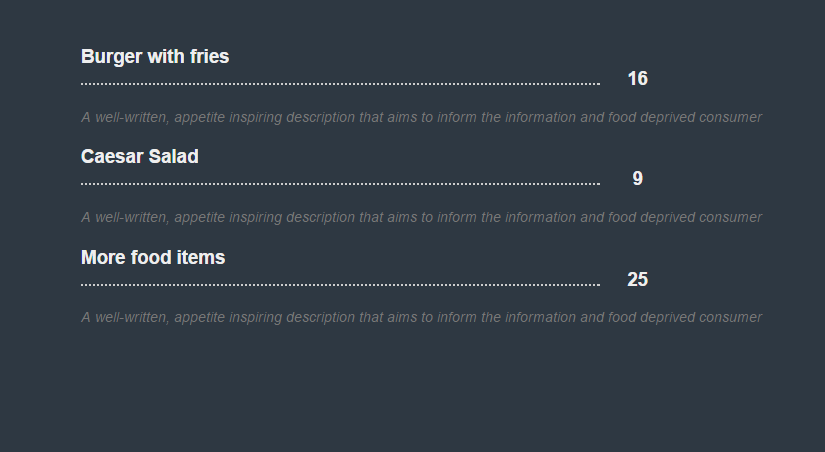 Burger with fries
16
A well-written, appetite inspiring description that aims to inform the information and food deprived consumer
Caesar Salad
9
A well-written, appetite inspiring description that aims to inform the information and food deprived consumer
More food items
25
A well-written, appetite inspiring description that aims to inform the information and food deprived consumer